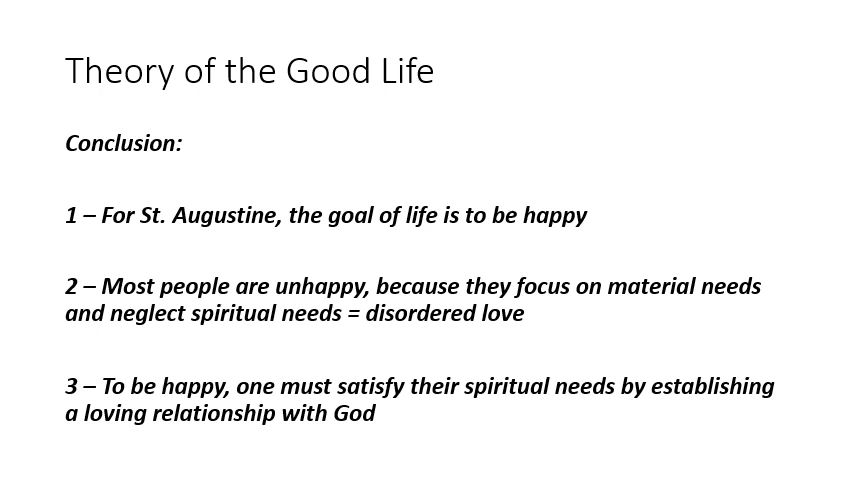 Theory of the Good Life
Conclusion:
1 – For St. Augustine, the goal of life is to be happy
2 – Most people are unhappy, because they focus on material needs
and neglect spiritual needs = disordered love
3 – To be happy, one must satisfy their spiritual needs by establishing
a loving relationship with God